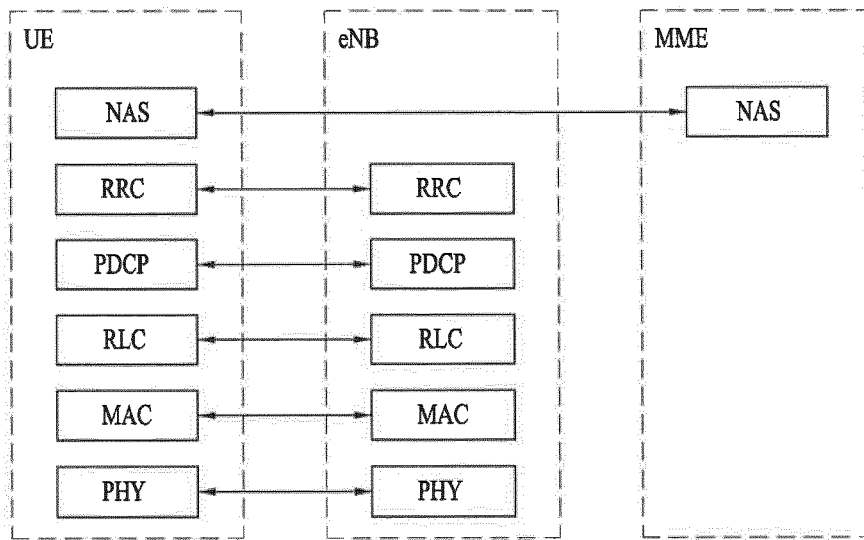 UE eNB MME
NAS NAS
RRC RRC
PDCP PDCP
RLC RLC
MAC MAC
PHY PHY